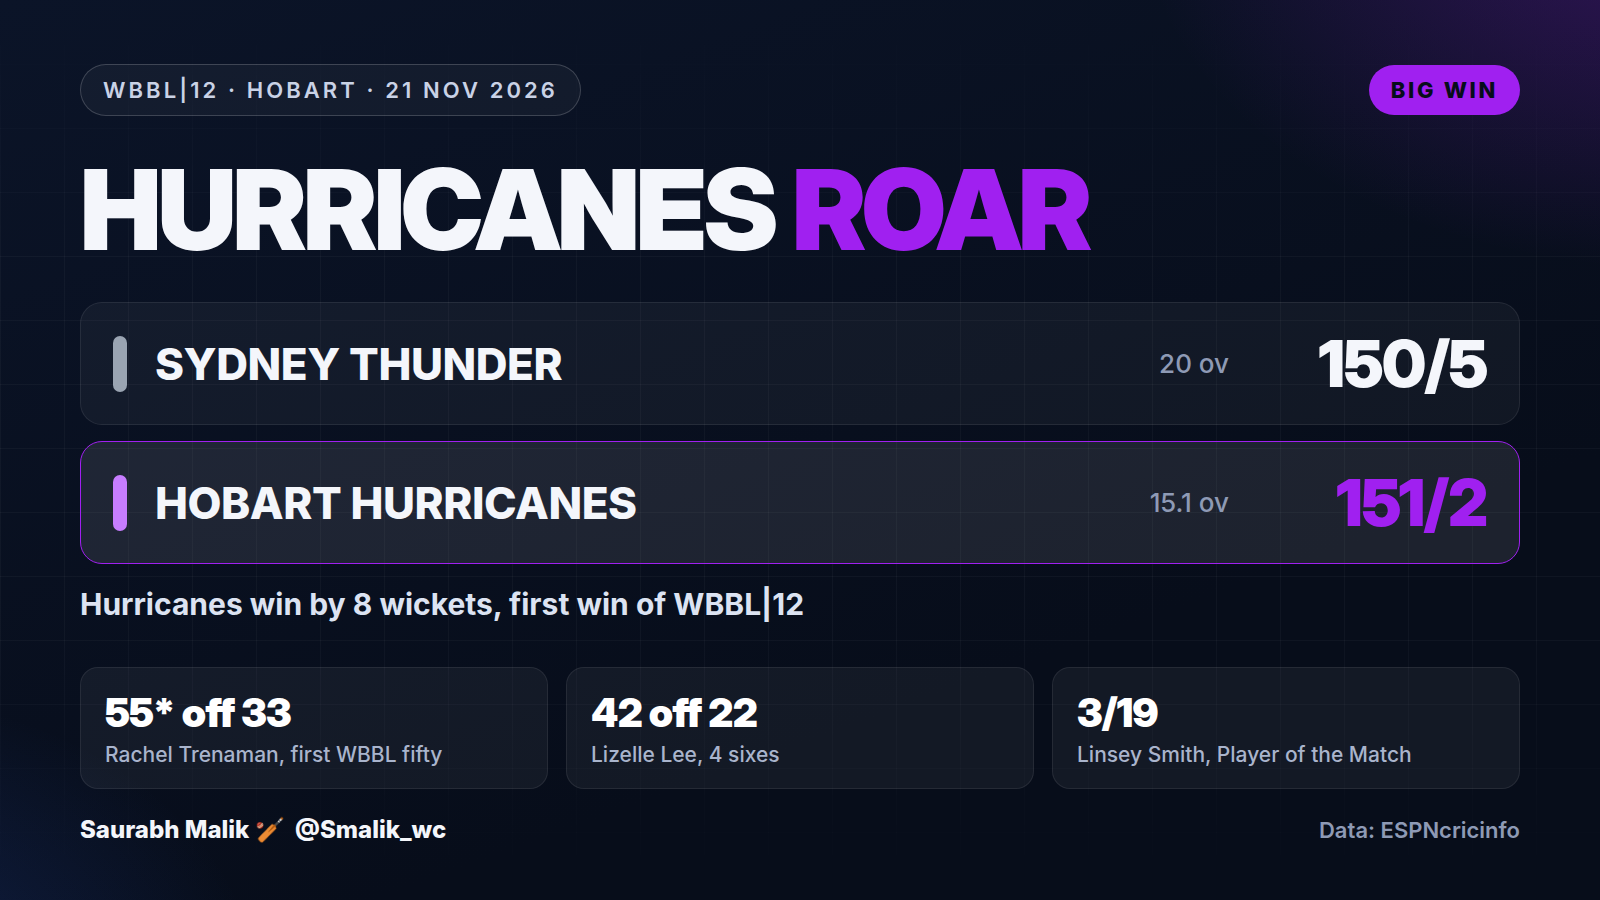 WBBL|12 · HOBART · 21 NOV 2026
BIG WIN
HURRICANES ROAR
SYDNEY THUNDER 20 ov 150/5
HOBART HURRICANES 15.1 ov 151/2
Hurricanes win by 8 wickets, first win of WBBL|12
55* off 33
Rachel Trenaman, first WBBL fifty
42 off 22
Lizelle Lee, 4 sixes
3/19
Linsey Smith, Player of the Match
Saurabh Malik 🏏 @Smalik_wc
Data: ESPNcricinfo